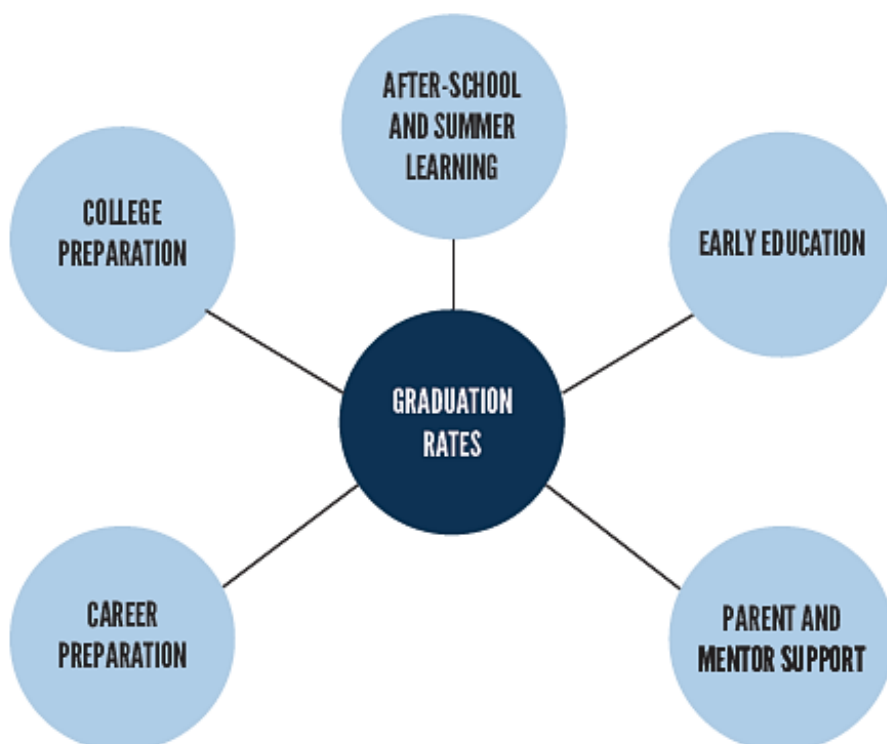 AFTER-SCHOOL
AND SUMMER
LEARNING
COLLEGE
PREPARATION
EARLY EDUCATION
GRADUATION
RATES
CAREER
PREPARATION
PARENT AND
MENTOR SUPPORT